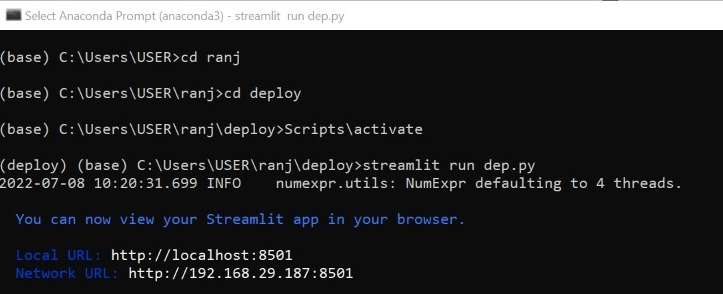 Select Anaconda Prompt (anaconda3) - streamlit  run dep.py
(base) C:\Users\USER>cd ranj
(base) C:\Users\USER\ranj>cd deploy
(base) C:\Users\USER\ranj\deploy>Scripts\activate
(deploy) (base) C:\Users\USER\ranj\deploy>streamlit run dep.py
2022-07-08 10:20:31.699 INFO    numexpr.utils: NumExpr defaulting to 4 threads.
You can now view your Streamlit app in your browser.
Local URL: http://localhost:8501
Network URL: http://192.168.29.187:8501